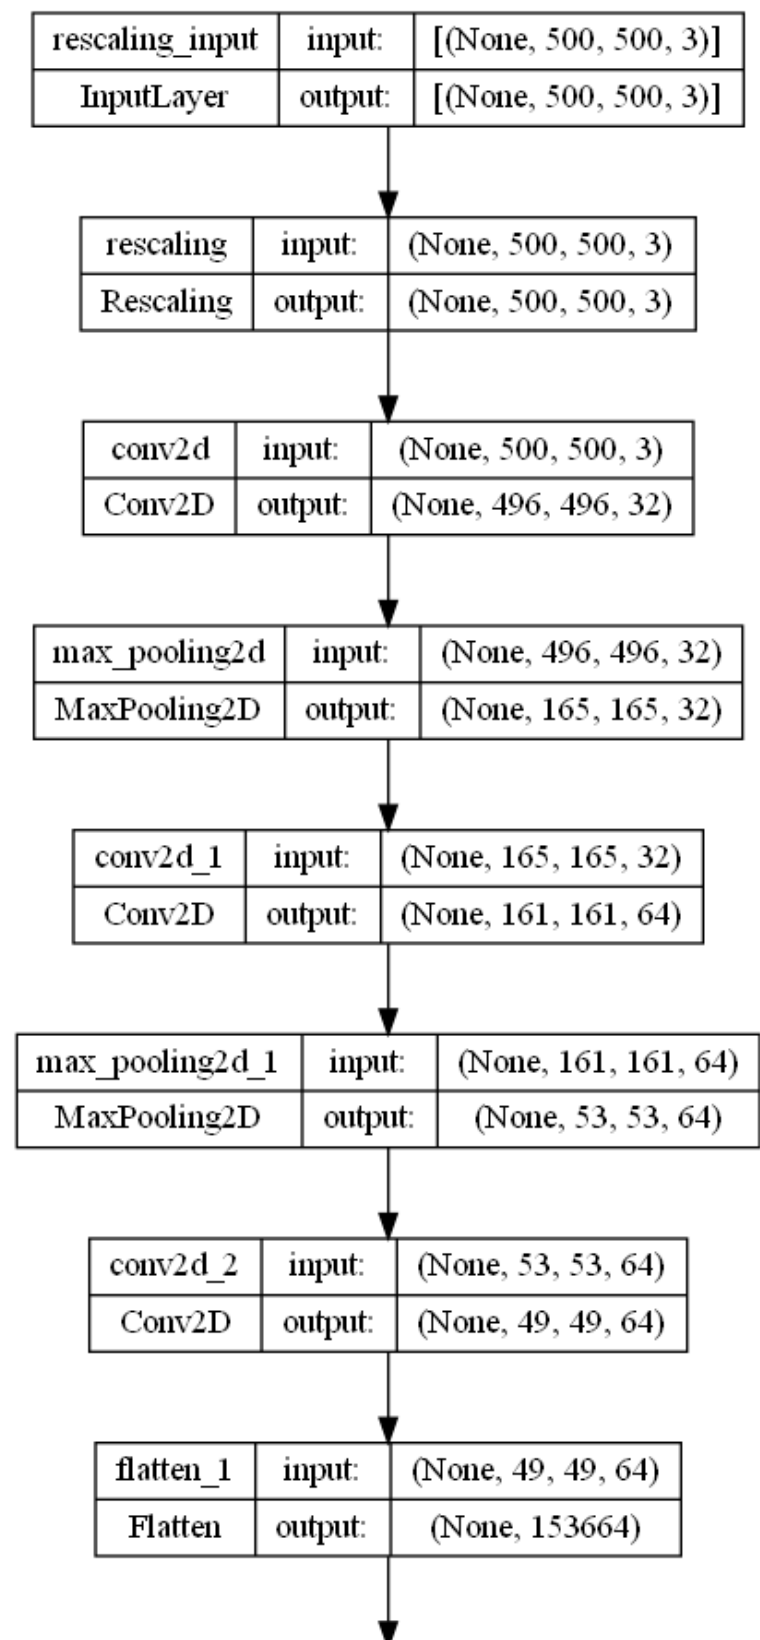 rescaling_input input: [(None, 500, 500, 3)]
InputLayer output: [(None, 500, 500, 3)]
rescaling input: (None, 500, 500, 3)
Rescaling output: (None, 500, 500, 3)
conv2d input: (None, 500, 500, 3)
Conv2D output: (None, 496, 496, 32)
max_pooling2d input: (None, 496, 496, 32)
MaxPooling2D output: (None, 165, 165, 32)
conv2d_1 input: (None, 165, 165, 32)
Conv2D output: (None, 161, 161, 64)
max_pooling2d_1 input: (None, 161, 161, 64)
MaxPooling2D output: (None, 53, 53, 64)
conv2d_2 input: (None, 53, 53, 64)
Conv2D output: (None, 49, 49, 64)
flatten_1 input: (None, 49, 49, 64)
Flatten output: (None, 153664)